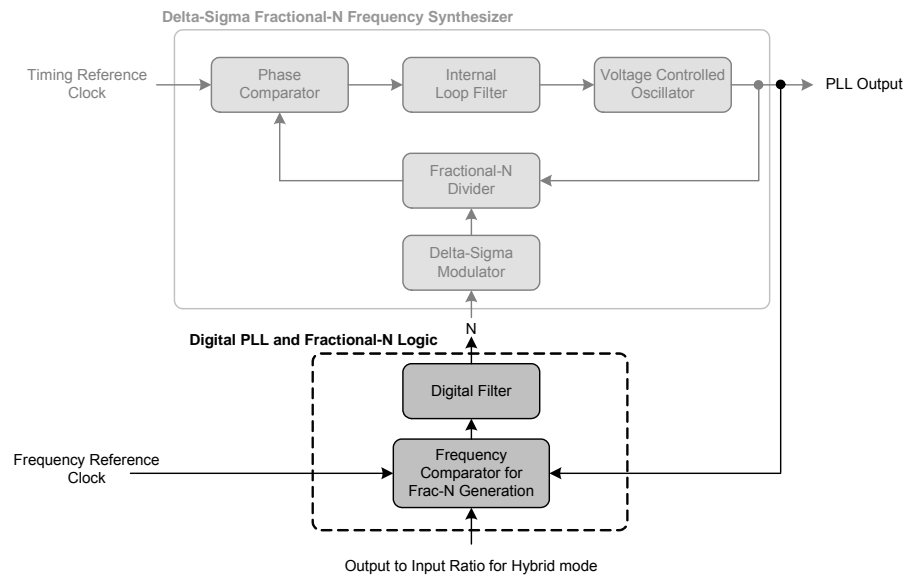 Delta-Sigma Fractional-N Frequency Synthesizer
Timing Reference
Clock
Phase
Comparator
Internal
Loop Filter
Voltage Controlled
Oscillator
PLL Output
Fractional-N
Divider
Delta-Sigma
Modulator
N
Digital PLL and Fractional-N Logic
Digital Filter
Frequency Reference
Clock
Frequency
Comparator for
Frac-N Generation
Output to Input Ratio for Hybrid mode